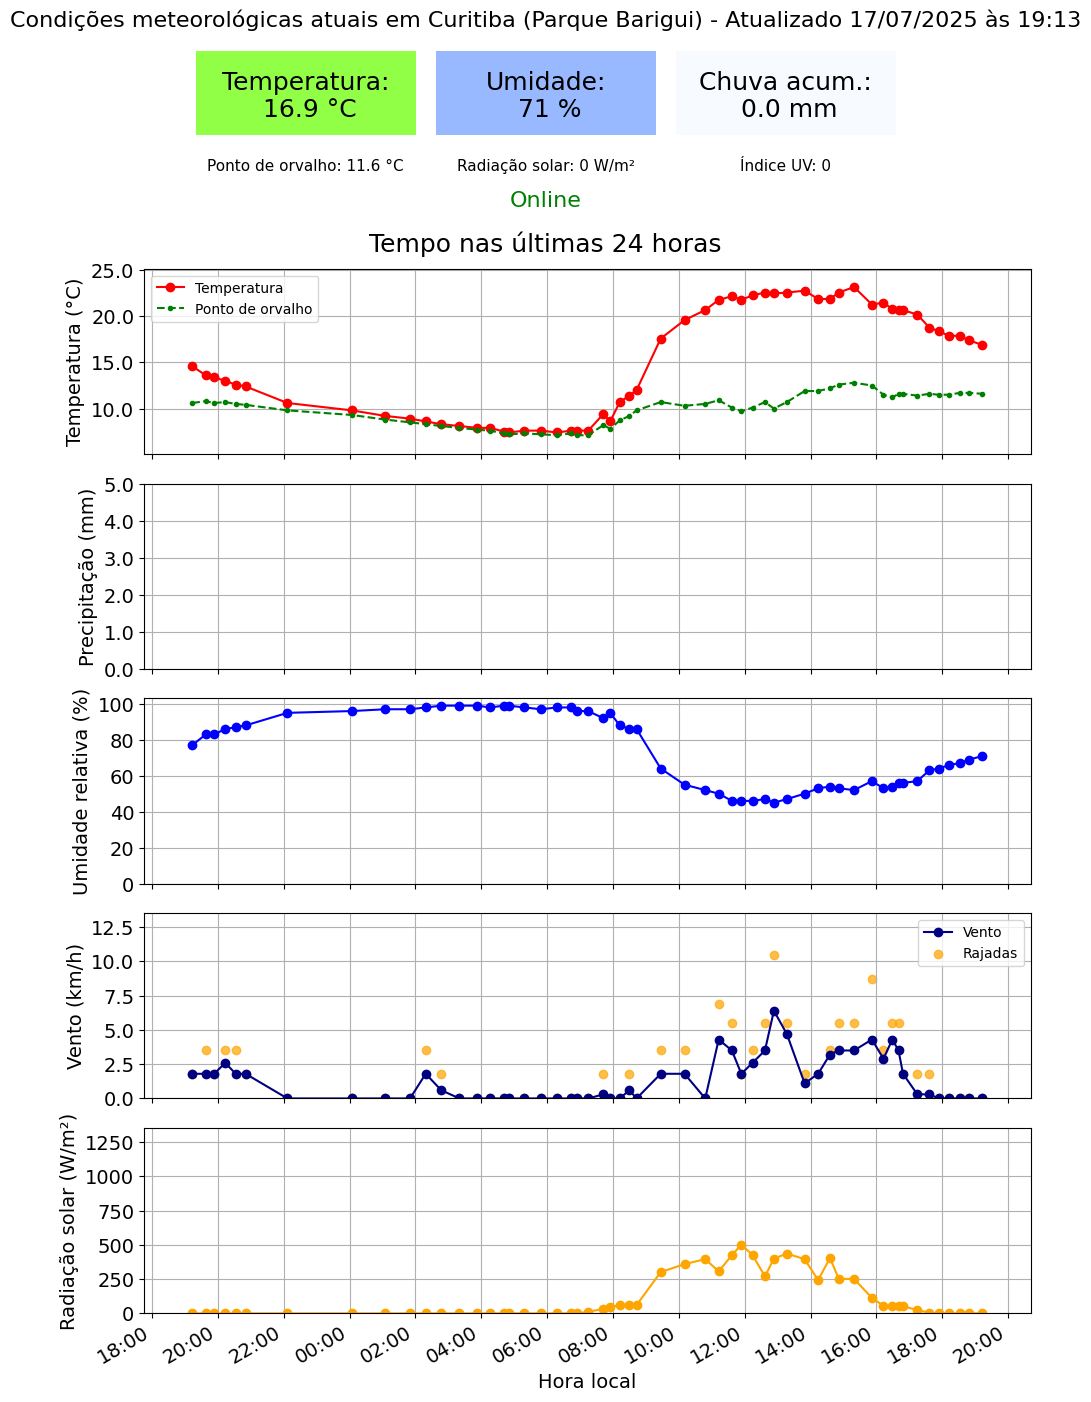 Condições meteorológicas atuais em Curitiba (Parque Barigui) - Atualizado 17/07/2025 às 19:13
Temperatura:
16.9 °C
Umidade:
71 %
Chuva acum.:
0.0 mm
Ponto de orvalho: 11.6 °C
Radiação solar: 0 W/m²
Índice UV: 0
Online
Tempo nas últimas 24 horas
Temperatura (°C)
25.0
20.0
15.0
10.0
Temperatura
Ponto de orvalho
Precipitação (mm)
5.0
4.0
3.0
2.0
1.0
0.0
Umidade relativa (%)
100
80
60
40
20
0
Vento (km/h)
12.5
10.0
7.5
5.0
2.5
0.0
Vento
Rajadas
Radiação solar (W/m²)
1250
1000
750
500
250
0
18:00
20:00
22:00
00:00
02:00
04:00
06:00
08:00
10:00
12:00
14:00
16:00
18:00
20:00
Hora local